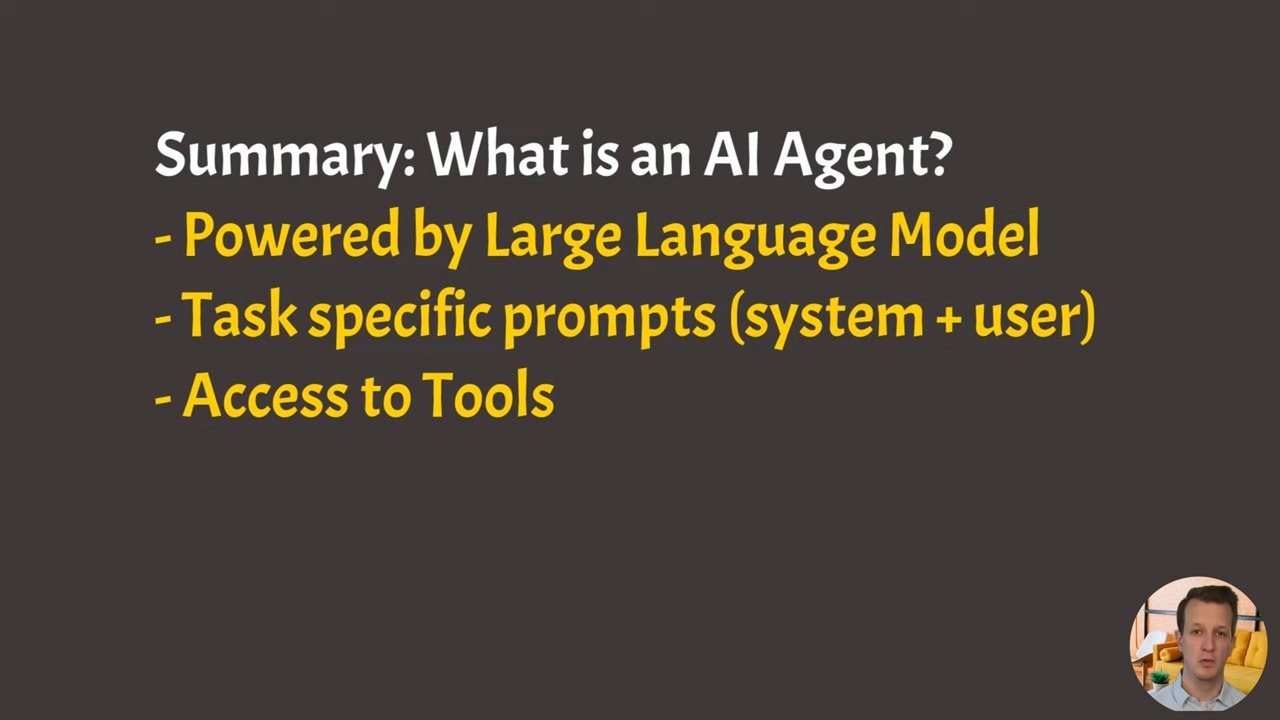 Summary: What is an AI Agent?
- Powered by Large Language Model
- Task specific prompts (system + user)
- Access to Tools